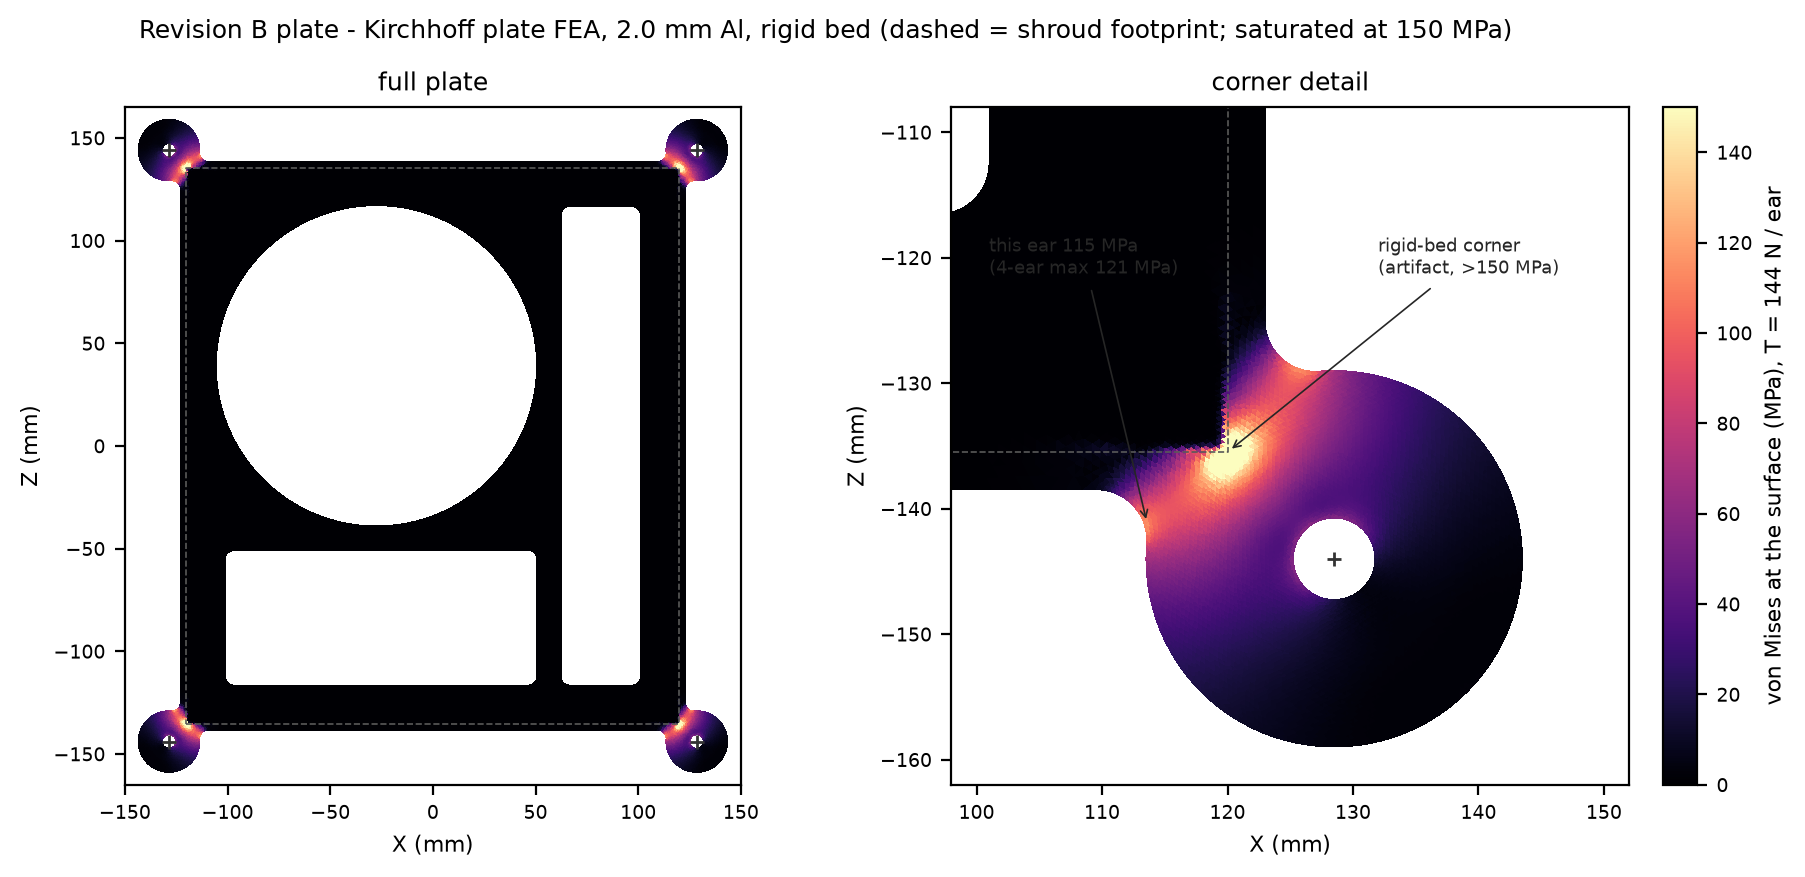 Revision B plate - Kirchhoff plate FEA, 2.0 mm Al, rigid bed (dashed = shroud footprint; saturated at 150 MPa)
full plate
150
100
50
0
−50
−100
−150
Z (mm)
−150
−100
−50
0
50
100
150
X (mm)
corner detail
−110
−120
−130
−140
−150
−160
Z (mm)
this ear 115 MPa
(4-ear max 121 MPa)
rigid-bed corner
(artifact, >150 MPa)
100
110
120
130
140
150
X (mm)
140
120
100
80
60
40
20
0
von Mises at the surface (MPa), T = 144 N / ear